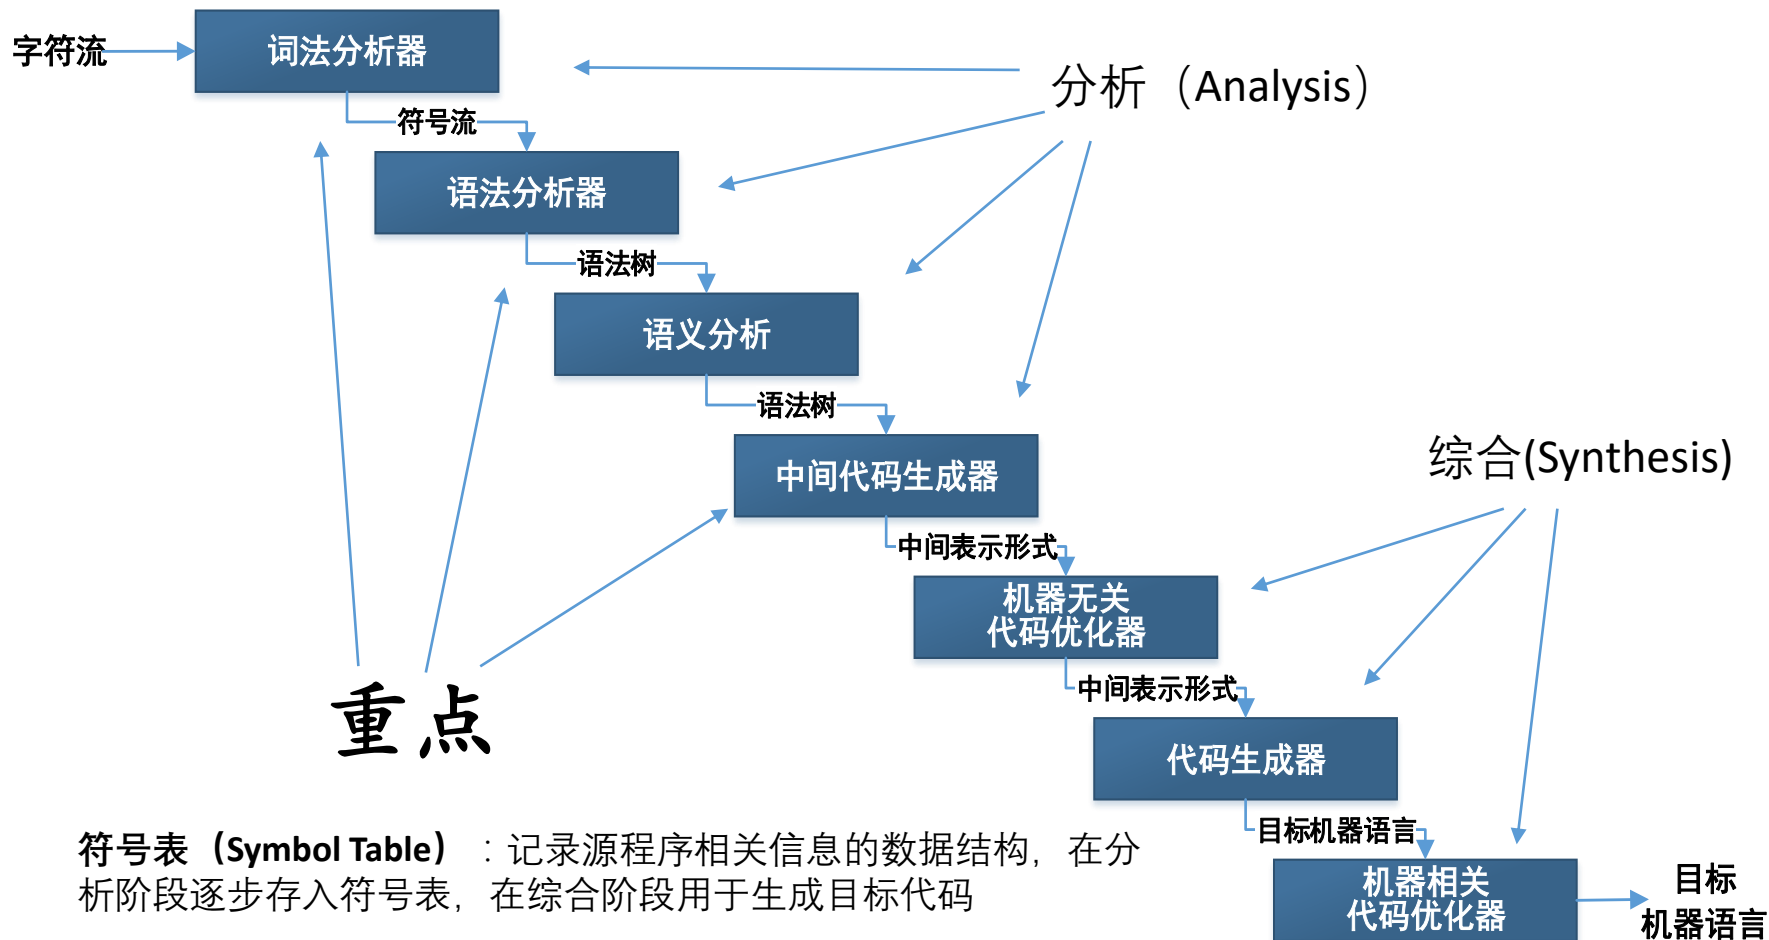 字符流
词法分析器
分析（Analysis）
符号流
语法分析器
语法树
语义分析
语法树
中间代码生成器
综合(Synthesis)
中间表示形式
机器无关
代码优化器
中间表示形式
重点
代码生成器
目标机器语言
符号表（Symbol Table）：记录源程序相关信息的数据结构，在分
析阶段逐步存入符号表，在综合阶段用于生成目标代码
机器相关
代码优化器
目标
机器语言